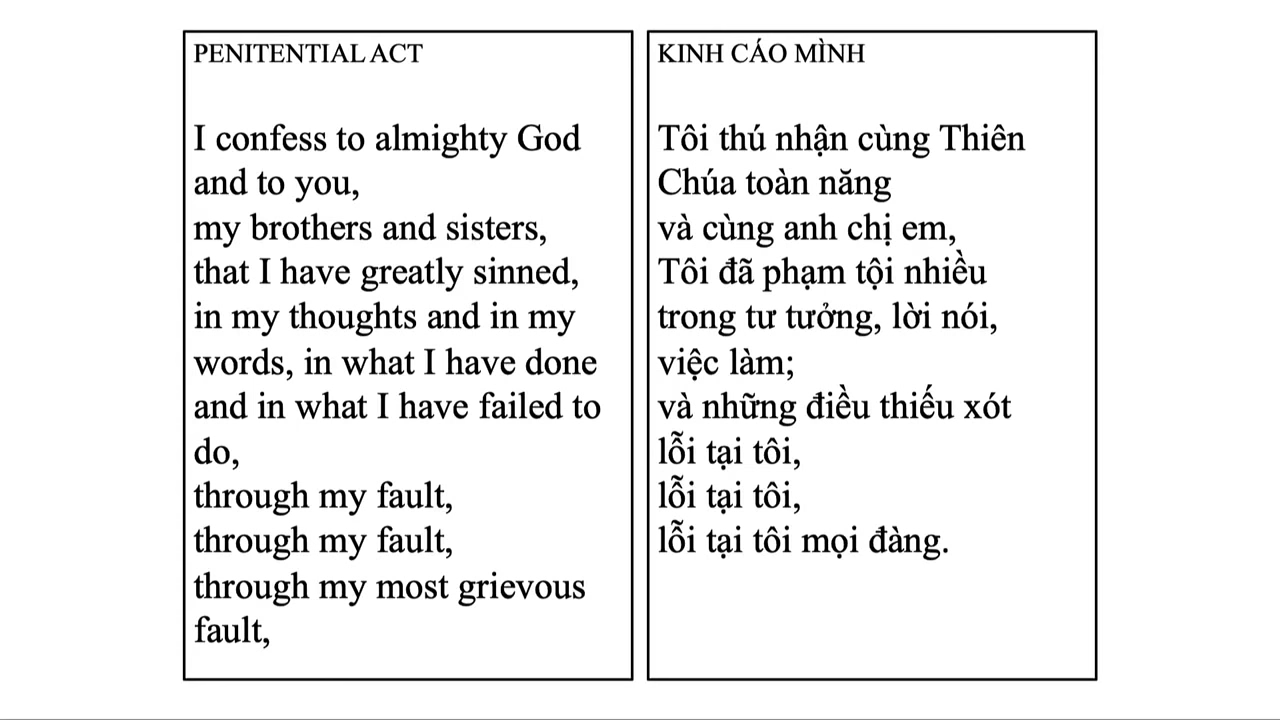 PENITENTIAL ACT
I confess to almighty God
and to you,
my brothers and sisters,
that I have greatly sinned,
in my thoughts and in my
words, in what I have done
and in what I have failed to
do,
through my fault,
through my fault,
through my most grievous
fault,
KINH CÁO MÌNH
Tôi thú nhận cùng Thiên
Chúa toàn năng
và cùng anh chị em,
Tôi đã phạm tội nhiều
trong tư tưởng, lời nói,
việc làm;
và những điều thiếu xót
lỗi tại tôi,
lỗi tại tôi,
lỗi tại tôi mọi đàng.